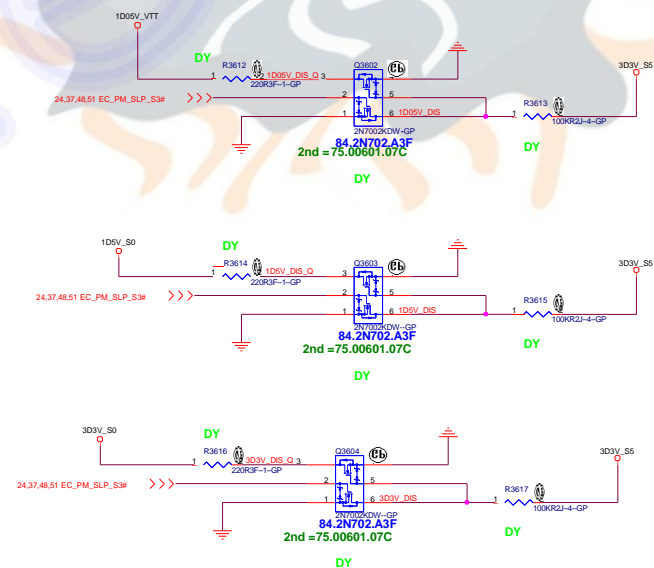 1D05V_VTT
DY
R3612
Q3602
1
2
1D05V_DIS_Q
3
220R3F-1-GP
3D3V_S5
24,37,48,51 EC_PM_SLP_S3#
2
5
1
R3613
1
6
1D05V_DIS
2N7002KDW-GP
100KR2J-4-GP
84.2N702.A3F
2nd =75.00601.07C
DY
DY
1D5V_S0
DY
R3614
Q3603
1
1D5V_DIS_Q
3
220R3F-1-GP
3D3V_S5
24,37,48,51 EC_PM_SLP_S3#
2
5
R3615
1
1
6
1D5V_DIS
2N7002KDW--GP
100KR2J-4-GP
84.2N702.A3F
2nd =75.00601.07C
DY
DY
3D3V_S0
DY
R3616
Q3604
1
2
3D3V_DIS_Q
3
220R3F-1-GP
3D3V_S5
24,37,48,51 EC_PM_SLP_S3#
2
5
R3617
1
1
6
3D3V_DIS
2N7002KDW--GP
100KR2J-4-GP
84.2N702.A3F
2nd =75.00601.07C
DY
DY